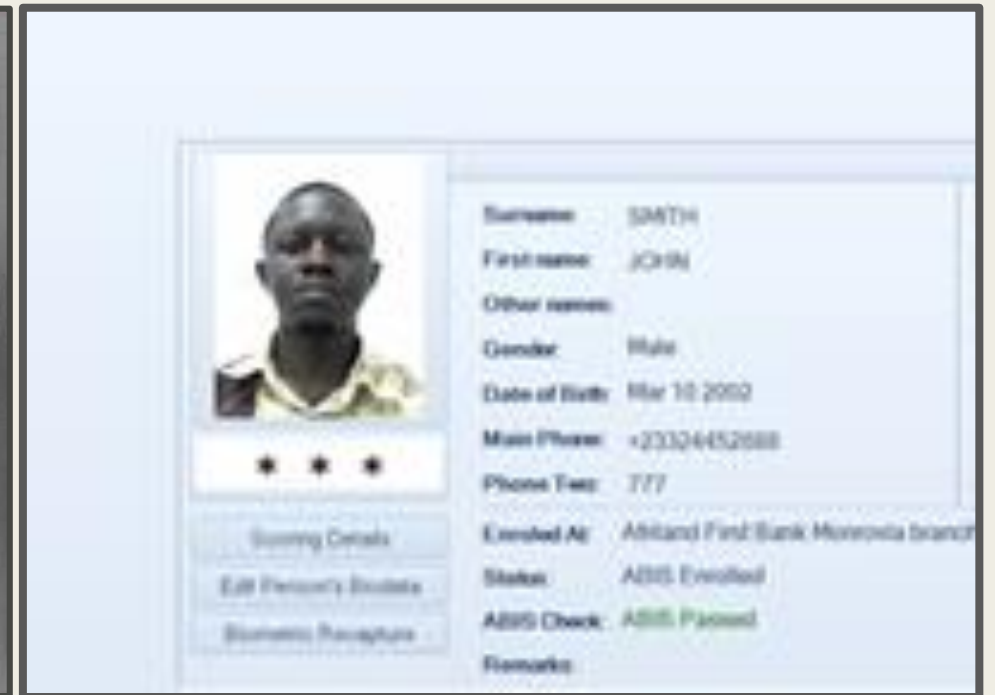 Surname: SMITH
First name: JOHN
Other names:
Gender: Male
Date of Birth: Mar 10 2002
Main Phone:
Phone Two: 777
Enrolled At: Afriland First Bank Monrovia branch
Status: ABIS Enrolled
ABIS Check: ABIS Passed
Remarks:
* * *
Scoring Details
Edit Person's Biodata
Biometric Recapture